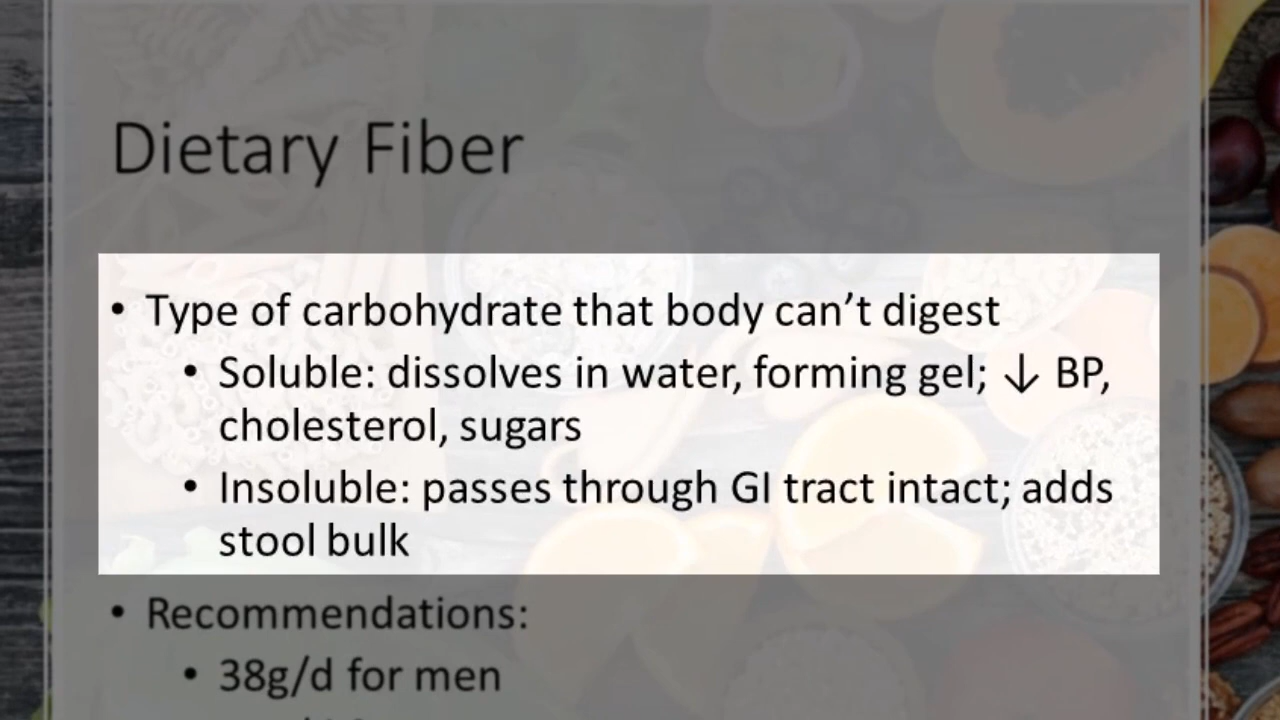 Dietary Fiber
• Type of carbohydrate that body can’t digest
• Soluble: dissolves in water, forming gel; ↓ BP,
cholesterol, sugars
• Insoluble: passes through GI tract intact; adds
stool bulk
• Recommendations:
• 38g/d for men